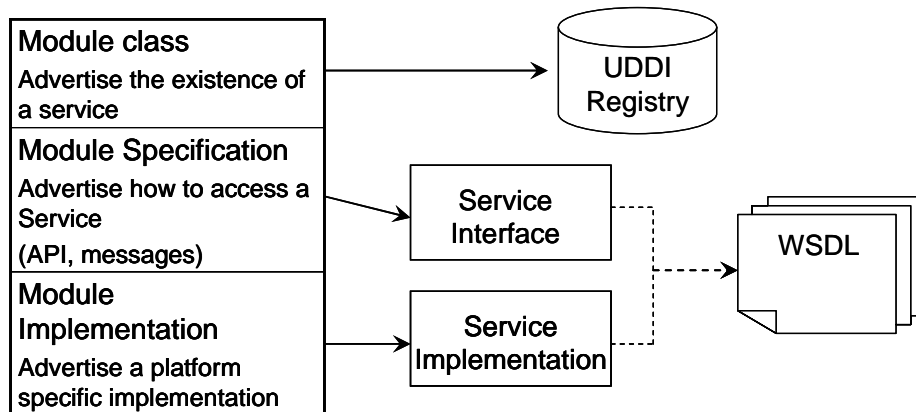 Module class
Advertise the existence of
a service
Module Specification
Advertise how to access a
Service
(API, messages)
Module
Implementation
Advertise a platform
specific implementation
UDDI
Registry
Service
Interface
Service
Implementation
WSDL